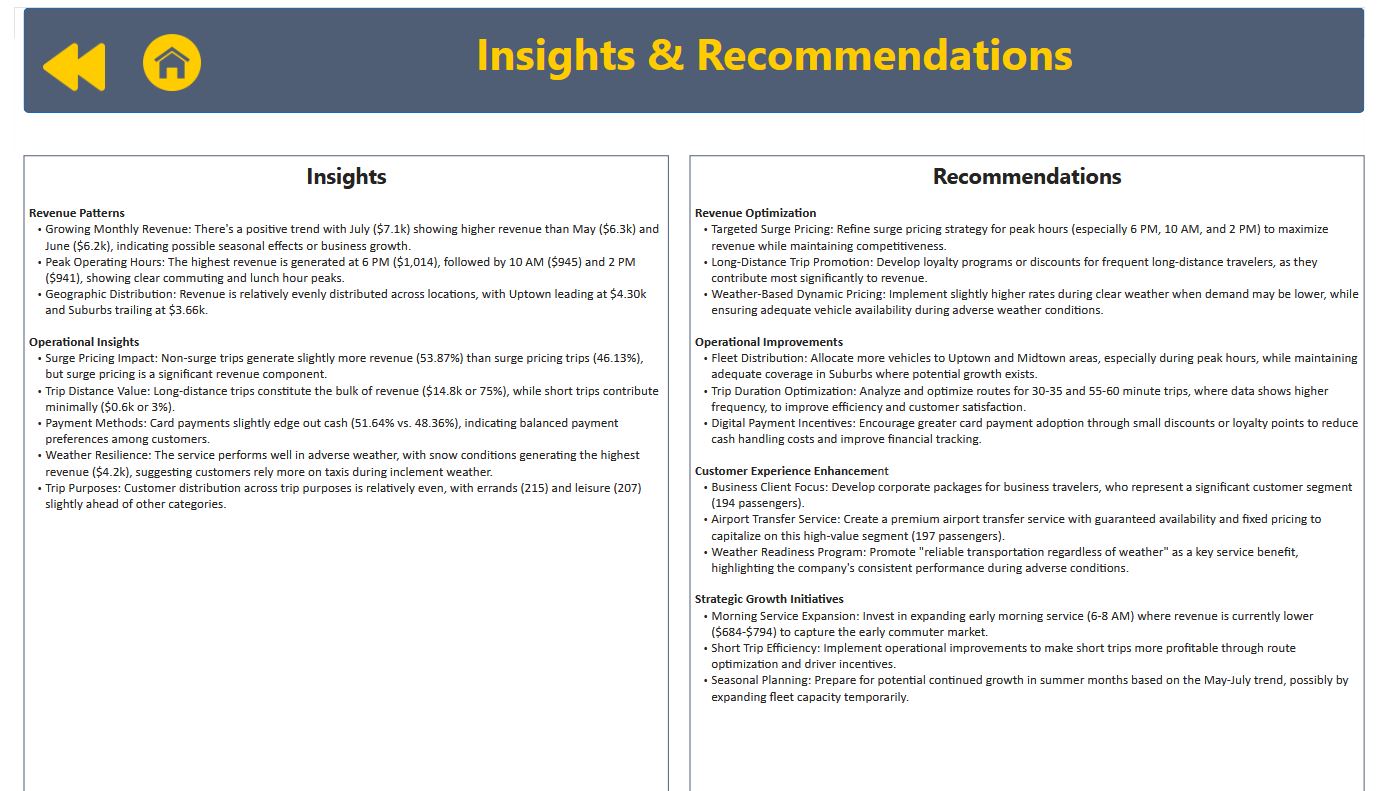 Insights & Recommendations
Insights
Revenue Patterns
• Growing Monthly Revenue: There's a positive trend with July ($7.1k) showing higher revenue than May ($6.3k) and
June ($6.2k), indicating possible seasonal effects or business growth.
• Peak Operating Hours: The highest revenue is generated at 6 PM ($1,014), followed by 10 AM ($945) and 2 PM
($941), showing clear commuting and lunch hour peaks.
• Geographic Distribution: Revenue is relatively evenly distributed across locations, with Uptown leading at $4.30k
and Suburbs trailing at $3.66k.
Operational Insights
• Surge Pricing Impact: Non-surge trips generate slightly more revenue (53.87%) than surge pricing trips (46.13%),
but surge pricing is a significant revenue component.
• Trip Distance Value: Long-distance trips constitute the bulk of revenue ($14.8k or 75%), while short trips contribute
minimally ($0.6k or 3%).
• Payment Methods: Card payments slightly edge out cash (51.64% vs. 48.36%), indicating balanced payment
preferences among customers.
• Weather Resilience: The service performs well in adverse weather, with snow conditions generating the highest
revenue ($4.2k), suggesting customers rely more on taxis during inclement weather.
• Trip Purposes: Customer distribution across trip purposes is relatively even, with errands (215) and leisure (207)
slightly ahead of other categories.
Recommendations
Revenue Optimization
• Targeted Surge Pricing: Refine surge pricing strategy for peak hours (especially 6 PM, 10 AM, and 2 PM) to maximize
revenue while maintaining competitiveness.
• Long-Distance Trip Promotion: Develop loyalty programs or discounts for frequent long-distance travelers, as they
contribute most significantly to revenue.
• Weather-Based Dynamic Pricing: Implement slightly higher rates during clear weather when demand may be lower, while
ensuring adequate vehicle availability during adverse weather conditions.
Operational Improvements
• Fleet Distribution: Allocate more vehicles to Uptown and Midtown areas, especially during peak hours, while maintaining
adequate coverage in Suburbs where potential growth exists.
• Trip Duration Optimization: Analyze and optimize routes for 30-35 and 55-60 minute trips, where data shows higher
frequency, to improve efficiency and customer satisfaction.
• Digital Payment Incentives: Encourage greater card payment adoption through small discounts or loyalty points to reduce
cash handling costs and improve financial tracking.
Customer Experience Enhancement
• Business Client Focus: Develop corporate packages for business travelers, who represent a significant customer segment
(194 passengers).
• Airport Transfer Service: Create a premium airport transfer service with guaranteed availability and fixed pricing to
capitalize on this high-value segment (197 passengers).
• Weather Readiness Program: Promote "reliable transportation regardless of weather" as a key service benefit,
highlighting the company's consistent performance during adverse conditions.
Strategic Growth Initiatives
• Morning Service Expansion: Invest in expanding early morning service (6-8 AM) where revenue is currently lower
($684-$794) to capture the early commuter market.
• Short Trip Efficiency: Implement operational improvements to make short trips more profitable through route
optimization and driver incentives.
• Seasonal Planning: Prepare for potential continued growth in summer months based on the May-July trend, possibly by
expanding fleet capacity temporarily.